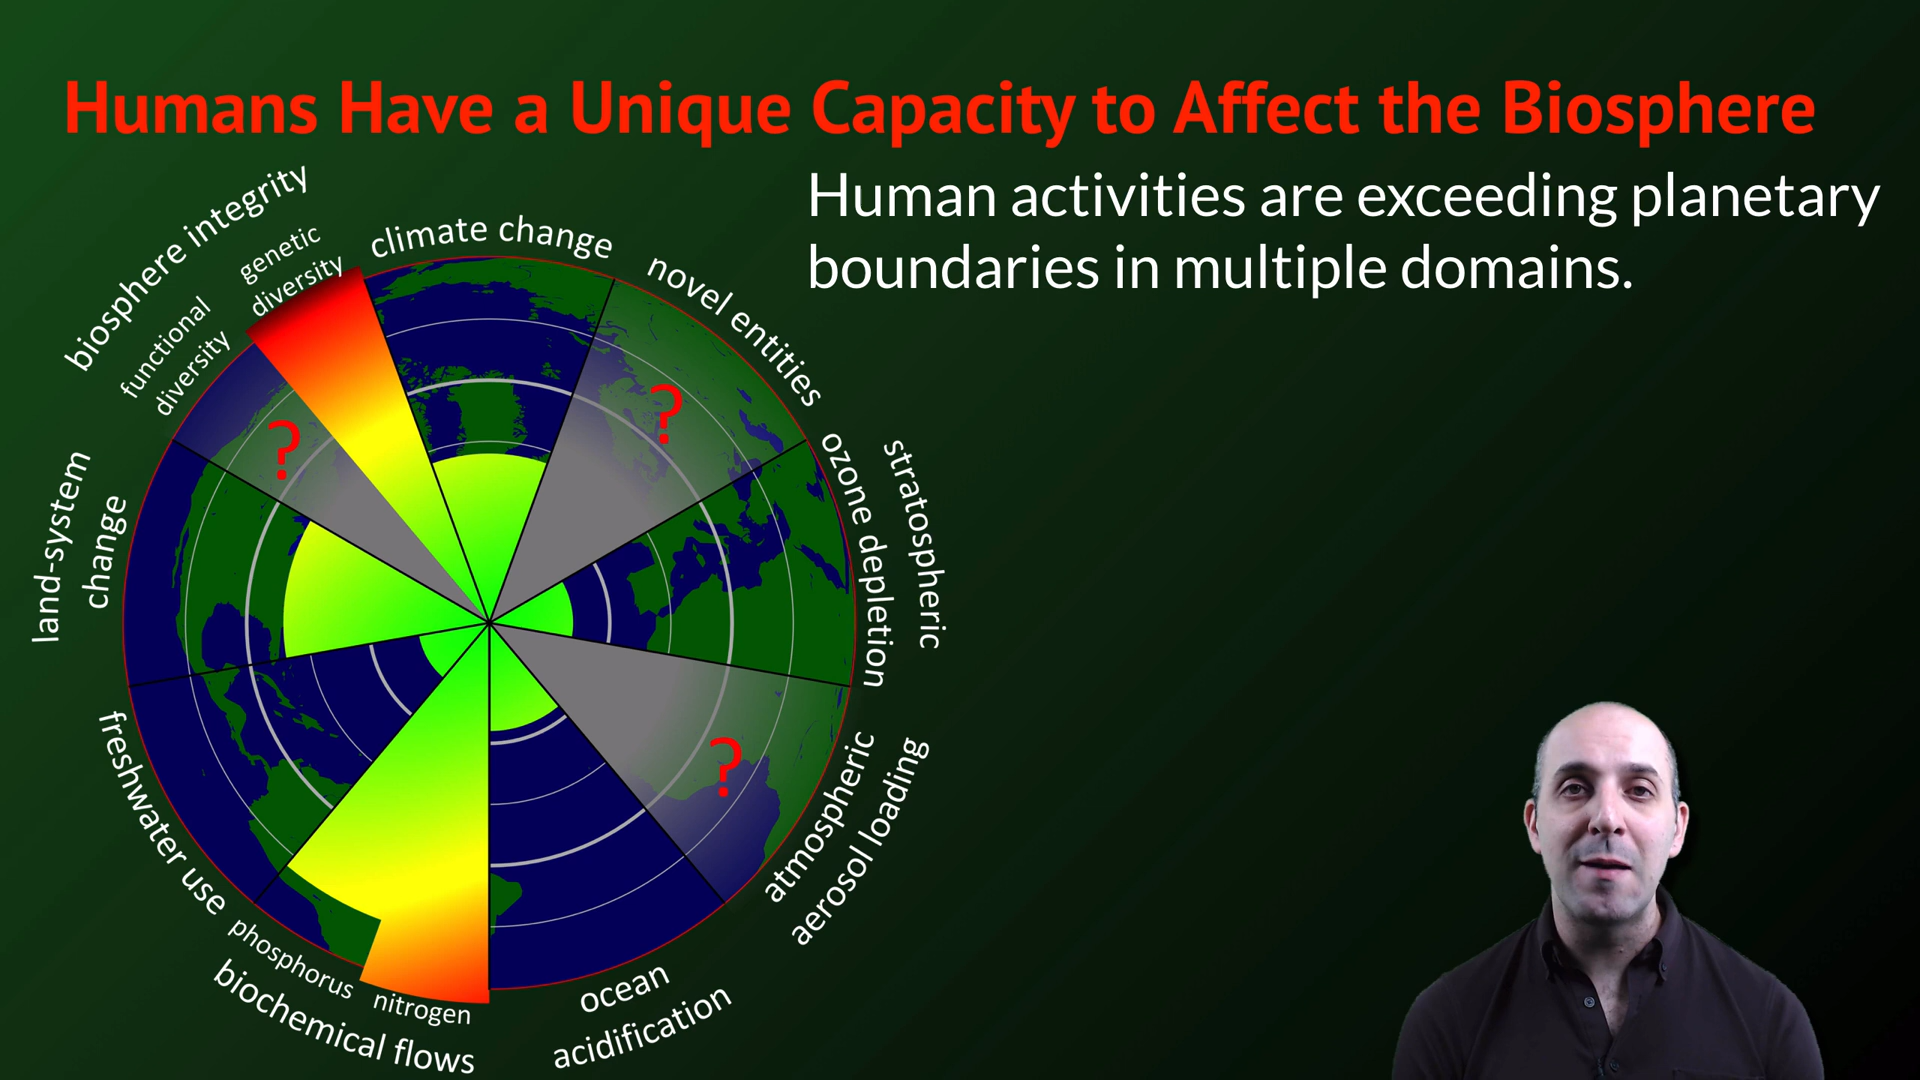 Humans Have a Unique Capacity to Affect the Biosphere
Human activities are exceeding planetary
boundaries in multiple domains.
biosphere integrity
genetic
diversity
functional
diversity
climate change
novel entities
stratospheric
ozone depletion
atmospheric
aerosol loading
ocean
acidification
biochemical flows
nitrogen
phosphorus
freshwater use
land-system
change
?
?
?